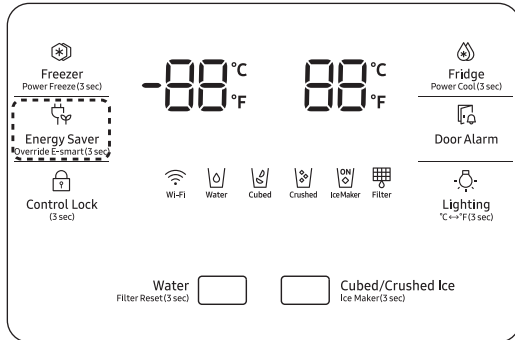 Freezer
Power Freeze(3 sec)
-88 °C °F
88 °C °F
Fridge
Power Cool(3 sec)
Energy Saver
Override E-smart(3 sec)
Door Alarm
Control Lock
(3 sec)
Wi-Fi
Water
Cubed
Crushed
ON
Ice Maker
Filter
Lighting
°C↔°F(3 sec)
Water
Filter Reset(3 sec)
Cubed/Crushed Ice
Ice Maker(3 sec)